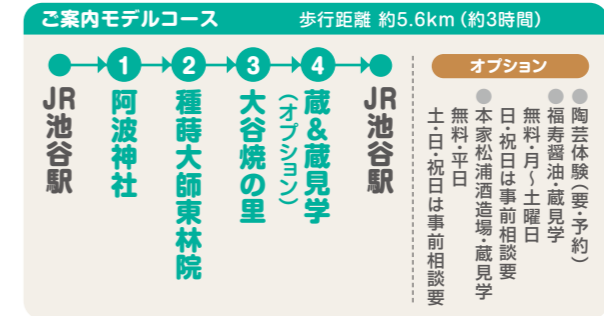 ご案内モデルコース
歩行距離 約5.6km（約3時間）
JR池谷駅
1
阿波神社
2
種蒔大師東林院
3
大谷焼の里
4
蔵&蔵見学
（オプション）
JR池谷駅
オプション
●陶芸体験（要・予約）
●福寿醤油・蔵見学
無料・月〜土曜日
日・祝日は事前相談要
●本家松浦酒造場・蔵見学
無料・平日
土・日・祝日は事前相談要